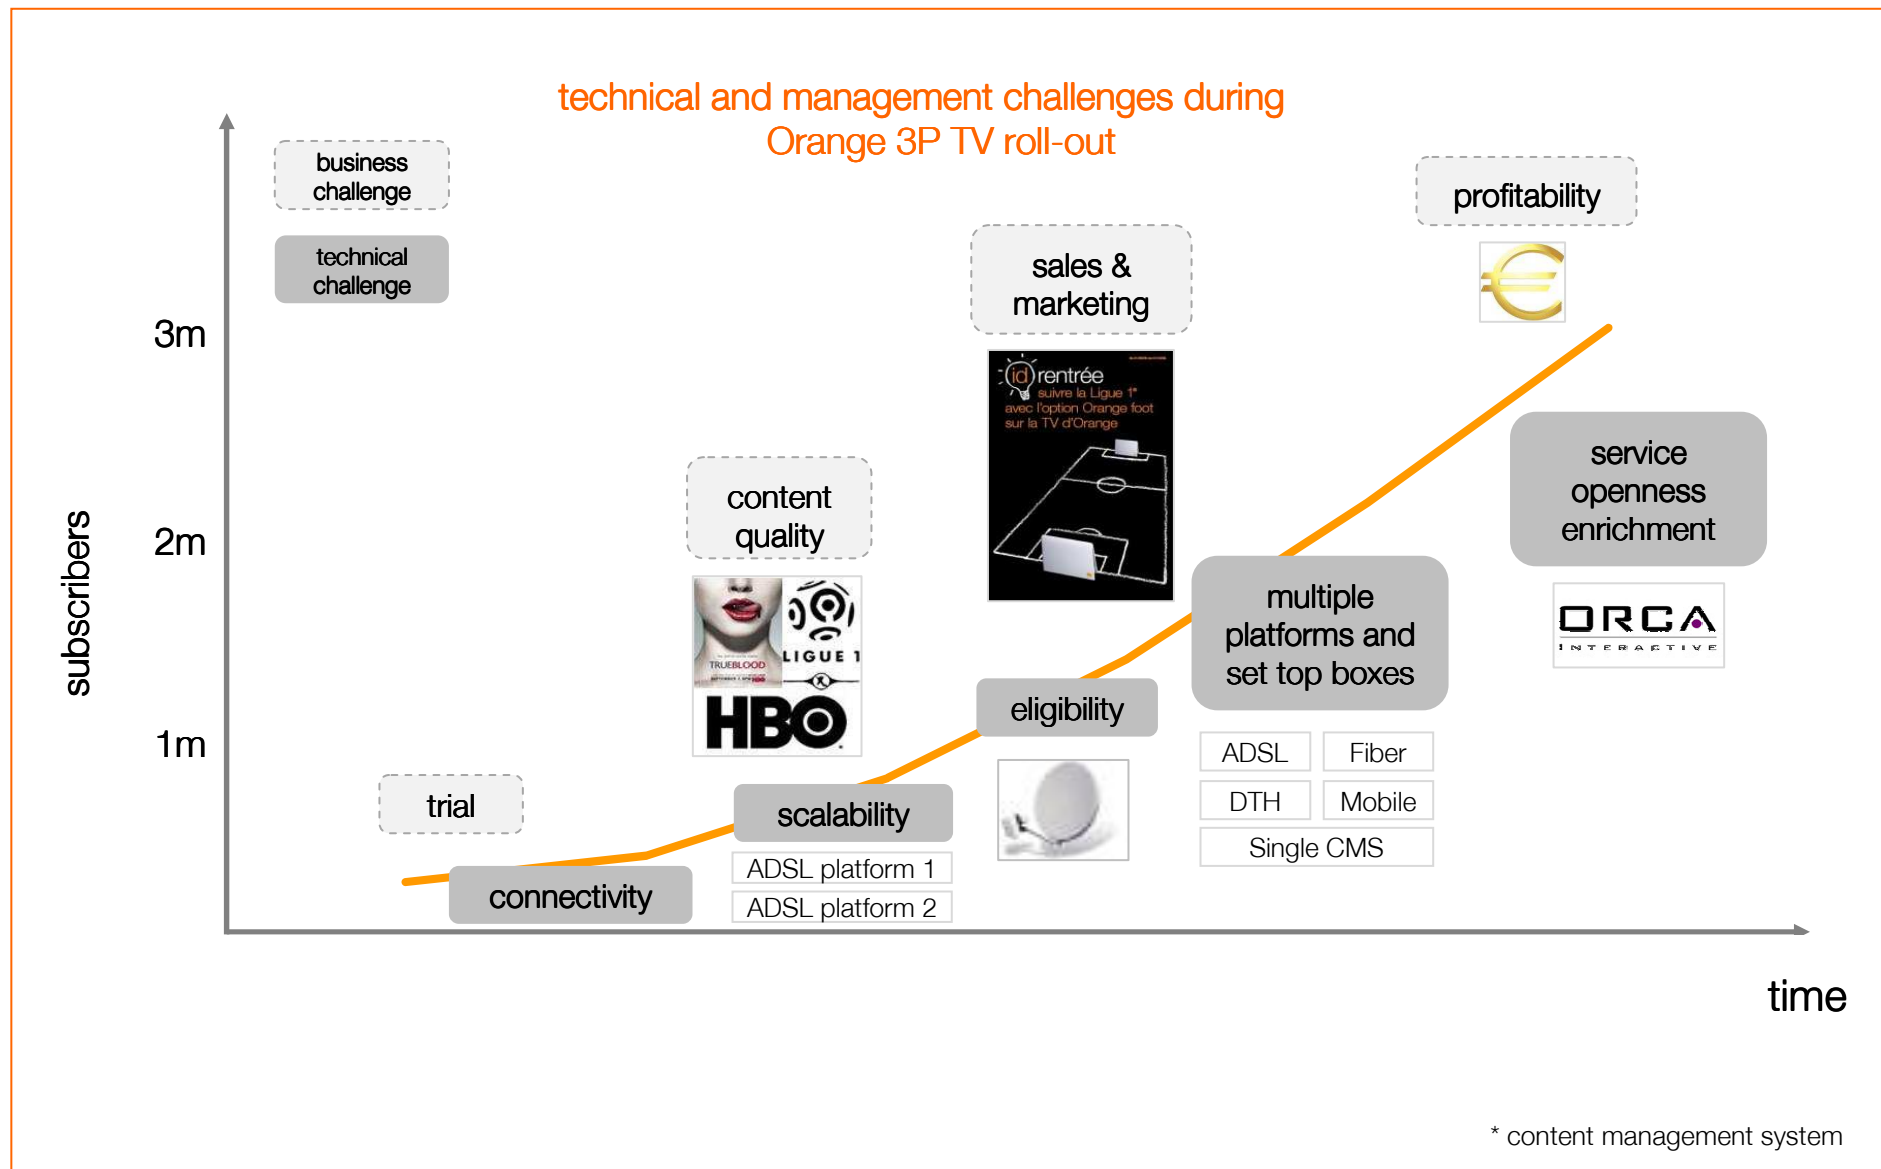 technical and management challenges during
Orange 3P TV roll-out
business
challenge
technical
challenge
profitability
sales &
marketing
3m
id rentrée
suivre la Ligue 1*
avec l'option Orange foot
sur la TV d'Orange
service
openness
enrichment
content
quality
2m
subscribers
multiple
platforms and
set top boxes
ORCA
INTERACTIVE
TRUEBLOOD
LIGUE 1
HBO
eligibility
1m
ADSL
Fiber
trial
scalability
DTH
Mobile
Single CMS
connectivity
ADSL platform 1
ADSL platform 2
time
* content management system